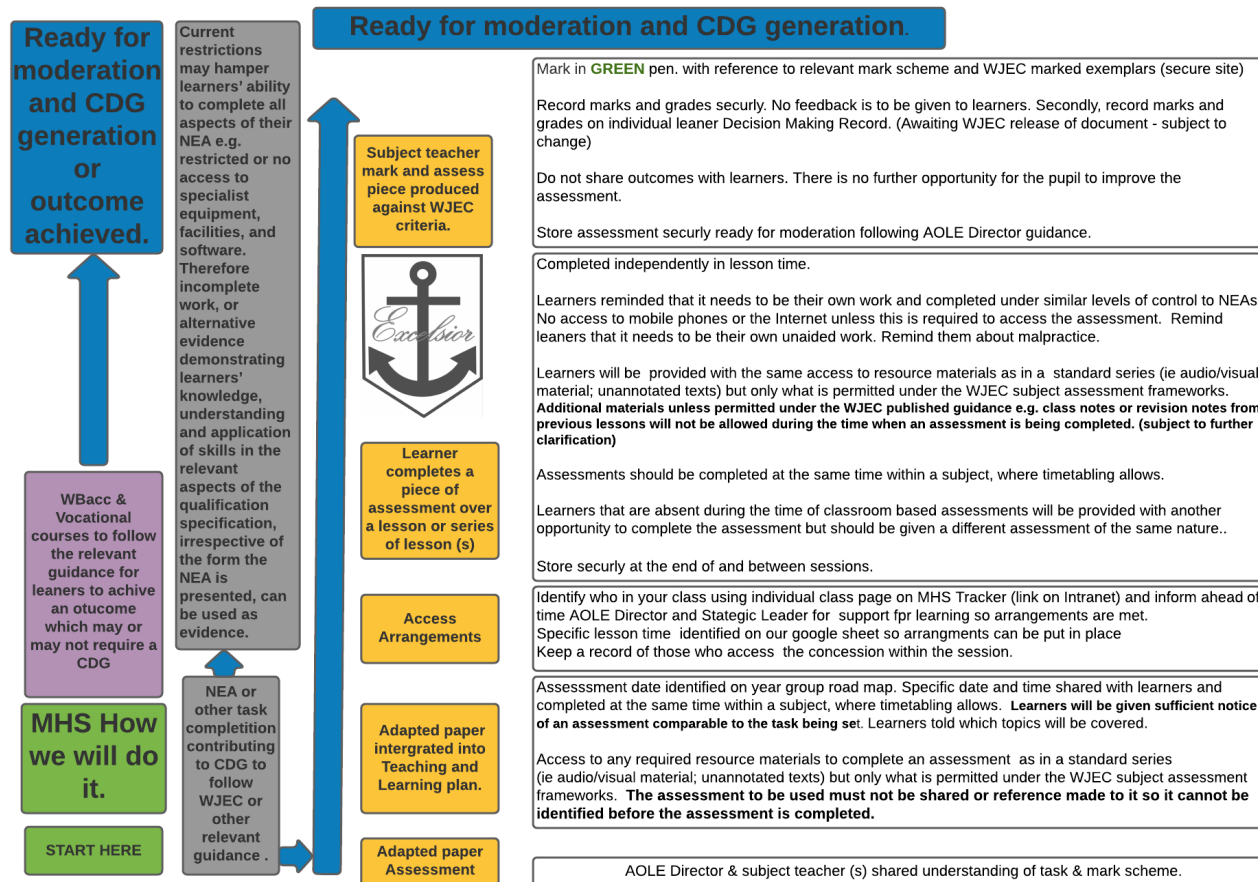 Ready for
moderation
and CDG
generation
or
outcome
achieved.
WBacc &
Vocational
courses to follow
the relevant
guidance for
leaners to achive
an otucome
which may or
may not require a
CDG
MHS How
we will do
it.
START HERE
Current
restrictions
may hamper
learners’ ability
to complete all
aspects of their
NEA e.g.
restricted or no
access to
specialist
equipment,
facilities, and
software.
Therefore
incomplete
work, or
alternative
evidence
demonstrating
learners’
knowledge,
understanding
and application
of skills in the
relevant
aspects of the
qualification
specification,
irrespective of
the form the
NEA is
presented, can
be used as
evidence.
NEA or
other task
completition
contributing
to CDG to
follow
WJEC or
other
relevant
guidance .
Ready for moderation and CDG generation.
Subject teacher
mark and assess
piece produced
against WJEC
criteria.
Mark in GREEN pen. with reference to relevant mark scheme and WJEC marked exemplars (secure site)
Record marks and grades securly. No feedback is to be given to learners. Secondly, record marks and
grades on individual leaner Decision Making Record. (Awaiting WJEC release of document - subject to
change)
Do not share outcomes with learners. There is no further opportunity for the pupil to improve the
assessment.
Store assessment securly ready for moderation following AOLE Director guidance.
Excelsior
Learner
completes a
piece of
assessment over
a lesson or series
of lesson (s)
Completed independently in lesson time.
Learners reminded that it needs to be their own work and completed under similar levels of control to NEAs
No access to mobile phones or the Internet unless this is required to access the assessment.  Remind
leaners that it needs to be their own unaided work. Remind them about malpractice.
Learners will be  provided with the same access to resource materials as in a  standard series (ie audio/visual
material; unannotated texts) but only what is permitted under the WJEC subject assessment frameworks.
Additional materials unless permitted under the WJEC published guidance e.g. class notes or revision notes from
previous lessons will not be allowed during the time when an assessment is being completed. (subject to further
clarification)
Assessments should be completed at the same time within a subject, where timetabling allows.
Learners that are absent during the time of classroom based assessments will be provided with another
opportunity to complete the assessment but should be given a different assessment of the same nature..
Store securly at the end of and between sessions.
Access
Arrangements
Identify who in your class using individual class page on MHS Tracker (link on Intranet) and inform ahead of
time AOLE Director and Stategic Leader for  support fpr learning so arrangements are met.
Specific lesson time  identified on our google sheet so arrangments can be put in place
Keep a record of those who access  the concession within the session.
Adapted paper
intergrated into
Teaching and
Learning plan.
Assesssment date identified on year group road map. Specific date and time shared with learners and
completed at the same time within a subject, where timetabling allows.  Learners will be given sufficient notice
of an assessment comparable to the task being set. Learners told which topics will be covered.
Access to any required resource materials to complete an assessment  as in a standard series
(ie audio/visual material; unannotated texts) but only what is permitted under the WJEC subject assessment
frameworks.  The assessment to be used must not be shared or reference made to it so it cannot be
identified before the assessment is completed.
Adapted paper
Assessment
AOLE Director & subject teacher (s) shared understanding of task & mark scheme.